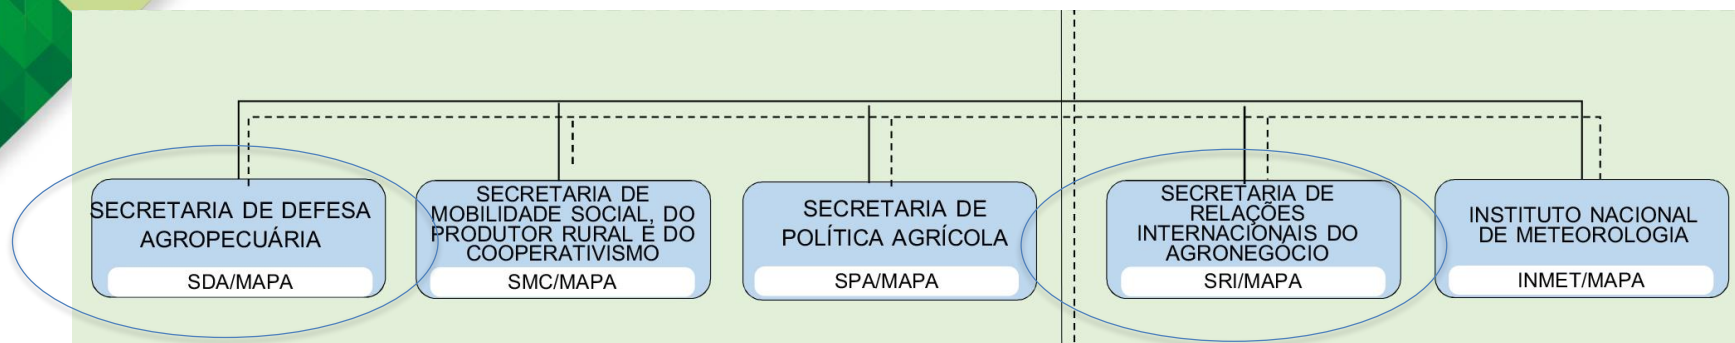 SECRETARIA DE DEFESA
AGROPECUÁRIA
SDA/MAPA
SECRETARIA DE
MOBILIDADE SOCIAL, DO
PRODUTOR RURAL E DO
COOPERATIVISMO
SMC/MAPA
SECRETARIA DE
POLÍTICA AGRÍCOLA
SPA/MAPA
SECRETARIA DE
RELAÇÕES
INTERNACIONAIS DO
AGRONEGÓCIO
SRI/MAPA
INSTITUTO NACIONAL
DE METEOROLOGIA
INMET/MAPA